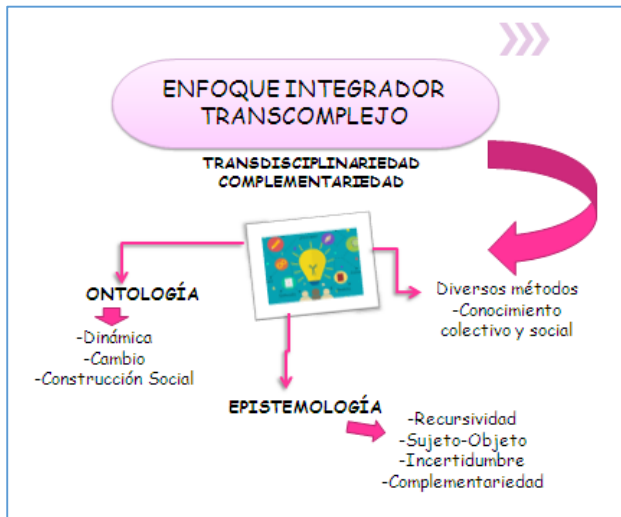 ENFOQUE INTEGRADOR
TRANSCOMPLEJO
TRANSDISCIPLINARIEDAD
COMPLEMENTARIEDAD
ONTOLOGÍA
-Dinámica
-Cambio
-Construcción Social
Diversos métodos
-Conocimiento
colectivo y social
EPISTEMOLOGÍA
-Recursividad
-Sujeto-Objeto
-Incertidumbre
-Complementariedad